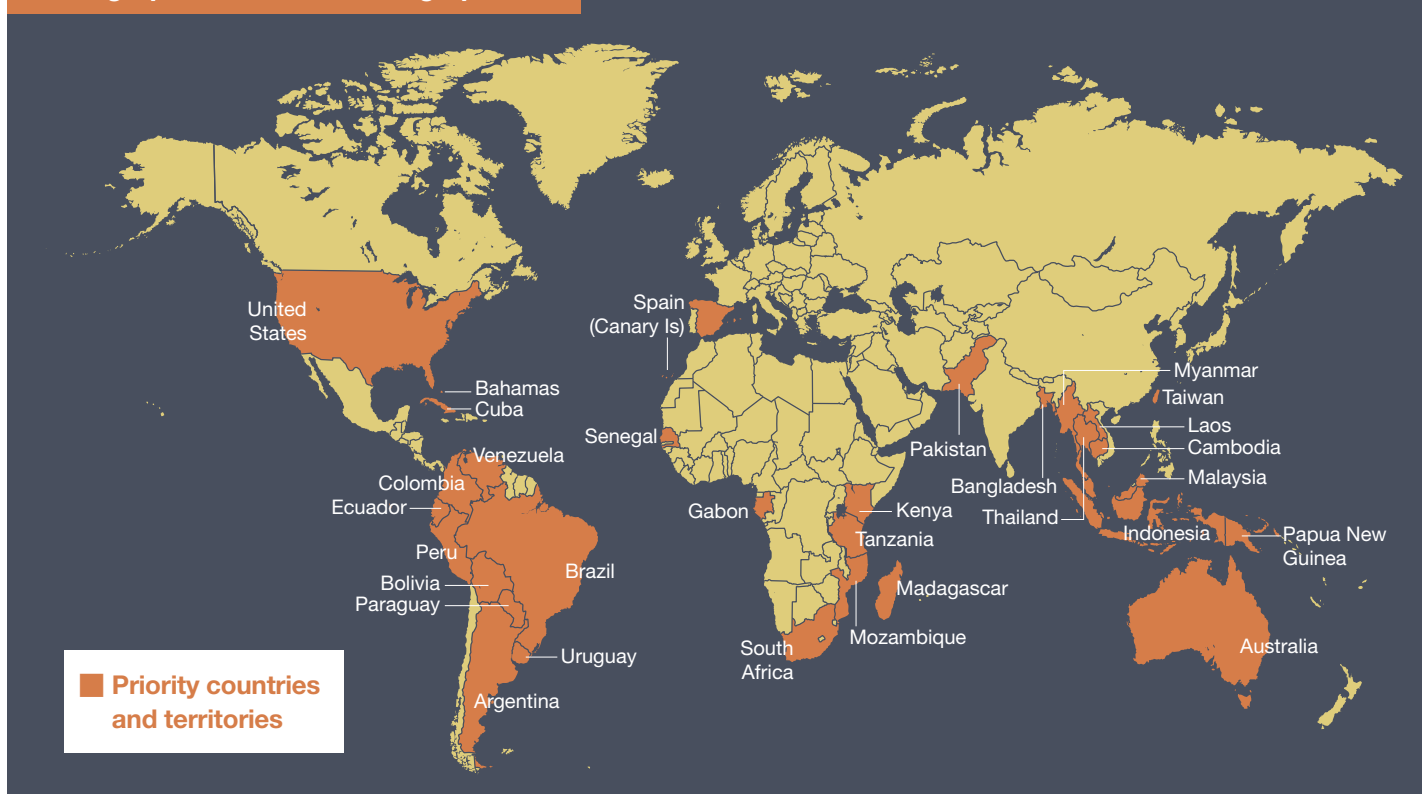 United
States
Bahamas
Cuba
Venezuela
Colombia
Ecuador
Peru
Bolivia
Paraguay
Brazil
Uruguay
Argentina
Spain
(Canary Is)
Senegal
Gabon
Kenya
Tanzania
Madagascar
Mozambique
South
Africa
Pakistan
Bangladesh
Thailand
Myanmar
Taiwan
Laos
Cambodia
Malaysia
Indonesia
Papua New
Guinea
Australia
Priority countries
and territories